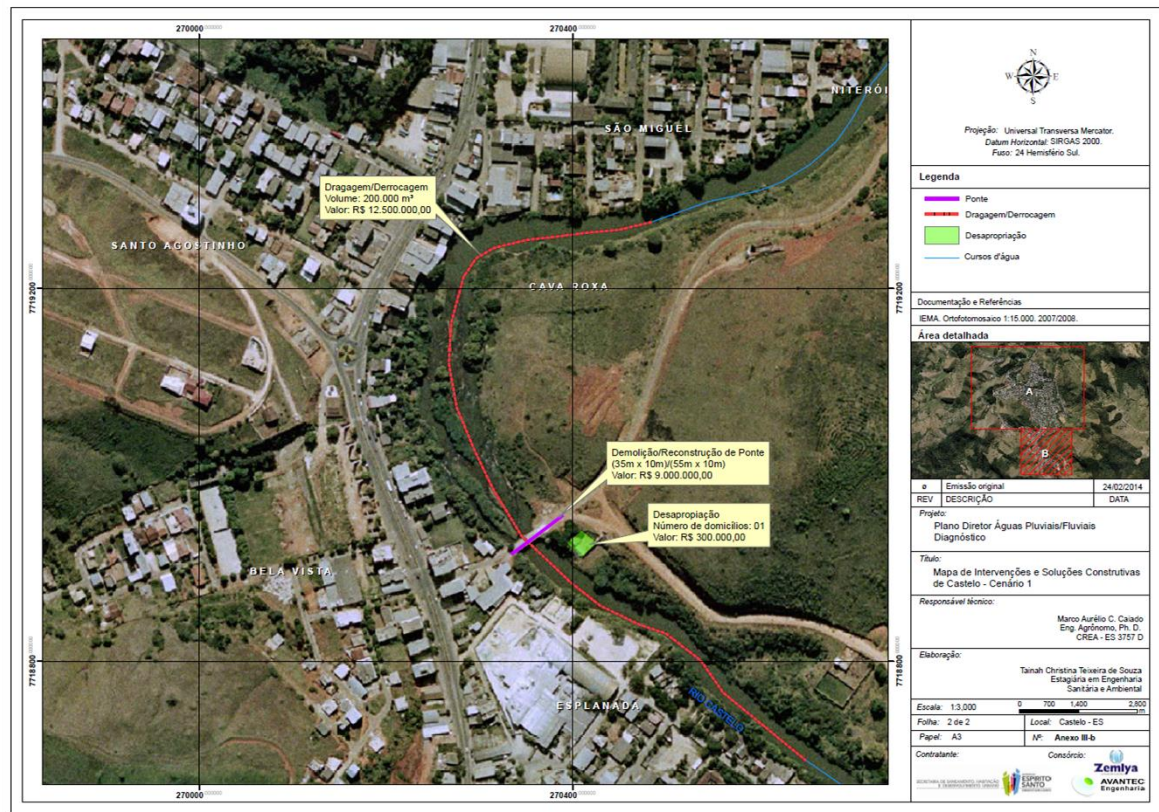 270000
270400
NITERÓI
SÃO MIGUEL
Dragagem/Derrocagem
Volume: 200.000 m³
Valor: R$ 12.500.000,00
SANTO AGOSTINHO
CAVA ROXA
7719200
7719200
Demolição/Reconstrução de Ponte
(35m x 10m)/(55m x 10m)
Valor: R$ 9.000.000,00
Desapropiação
Número de domicílios: 01
Valor: R$ 300.000,00
BELA VISTA
7718800
7718800
ESPLANADA
RIO CASTELO
270000
270400
N
W E
S
Projeção: Universal Transversa Mercator.
Datum Horizontal: SIRGAS 2000.
Fuso: 24 Hemisfério Sul.
Legenda
Ponte
Dragagem/Derrocagem
Desapropriação
Cursos d'água
Documentação e Referências
IEMA. Ortofotomosaico 1:15.000. 2007/2008.
Área detalhada
A
B
ø Emissão original 24/02/2014
REV DESCRIÇÃO DATA
Projeto:
Plano Diretor Águas Pluviais/Fluviais
Diagnóstico
Título:
Mapa de Intervenções e Soluções Construtivas
de Castelo - Cenário 1
Responsável técnico:
Marco Aurélio C. Caiado
Eng. Agrônomo, Ph. D.
CREA - ES 3757 D
Elaboração:
Tainah Christina Teixeira de Souza
Estagiária em Engenharia
Sanitária e Ambiental
Escala: 1:3,000
0 700 1,400 2,800
m
Folha: 2 de 2 Local: Castelo - ES
Papel: A3 Nº: Anexo III-b
Contratante: Consórcio:
ESPÍRITO
SANTO
Zemlya
AVANTEC
Engenharia